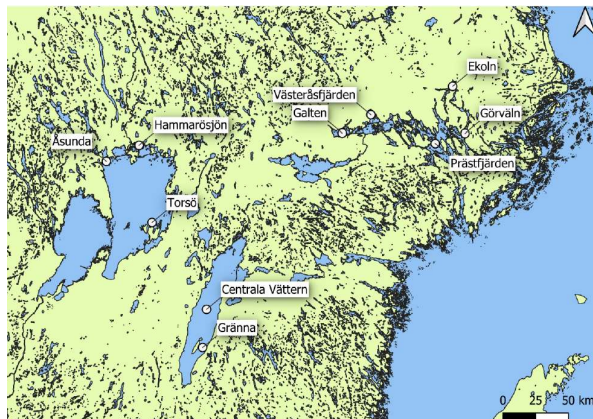 Ekoln
Västeråsfjärden
Galten
Görväln
Hammarösjön
Åsunda
Prästfjärden
Torsö
Centrala Vättern
Gränna
0 25 50 km